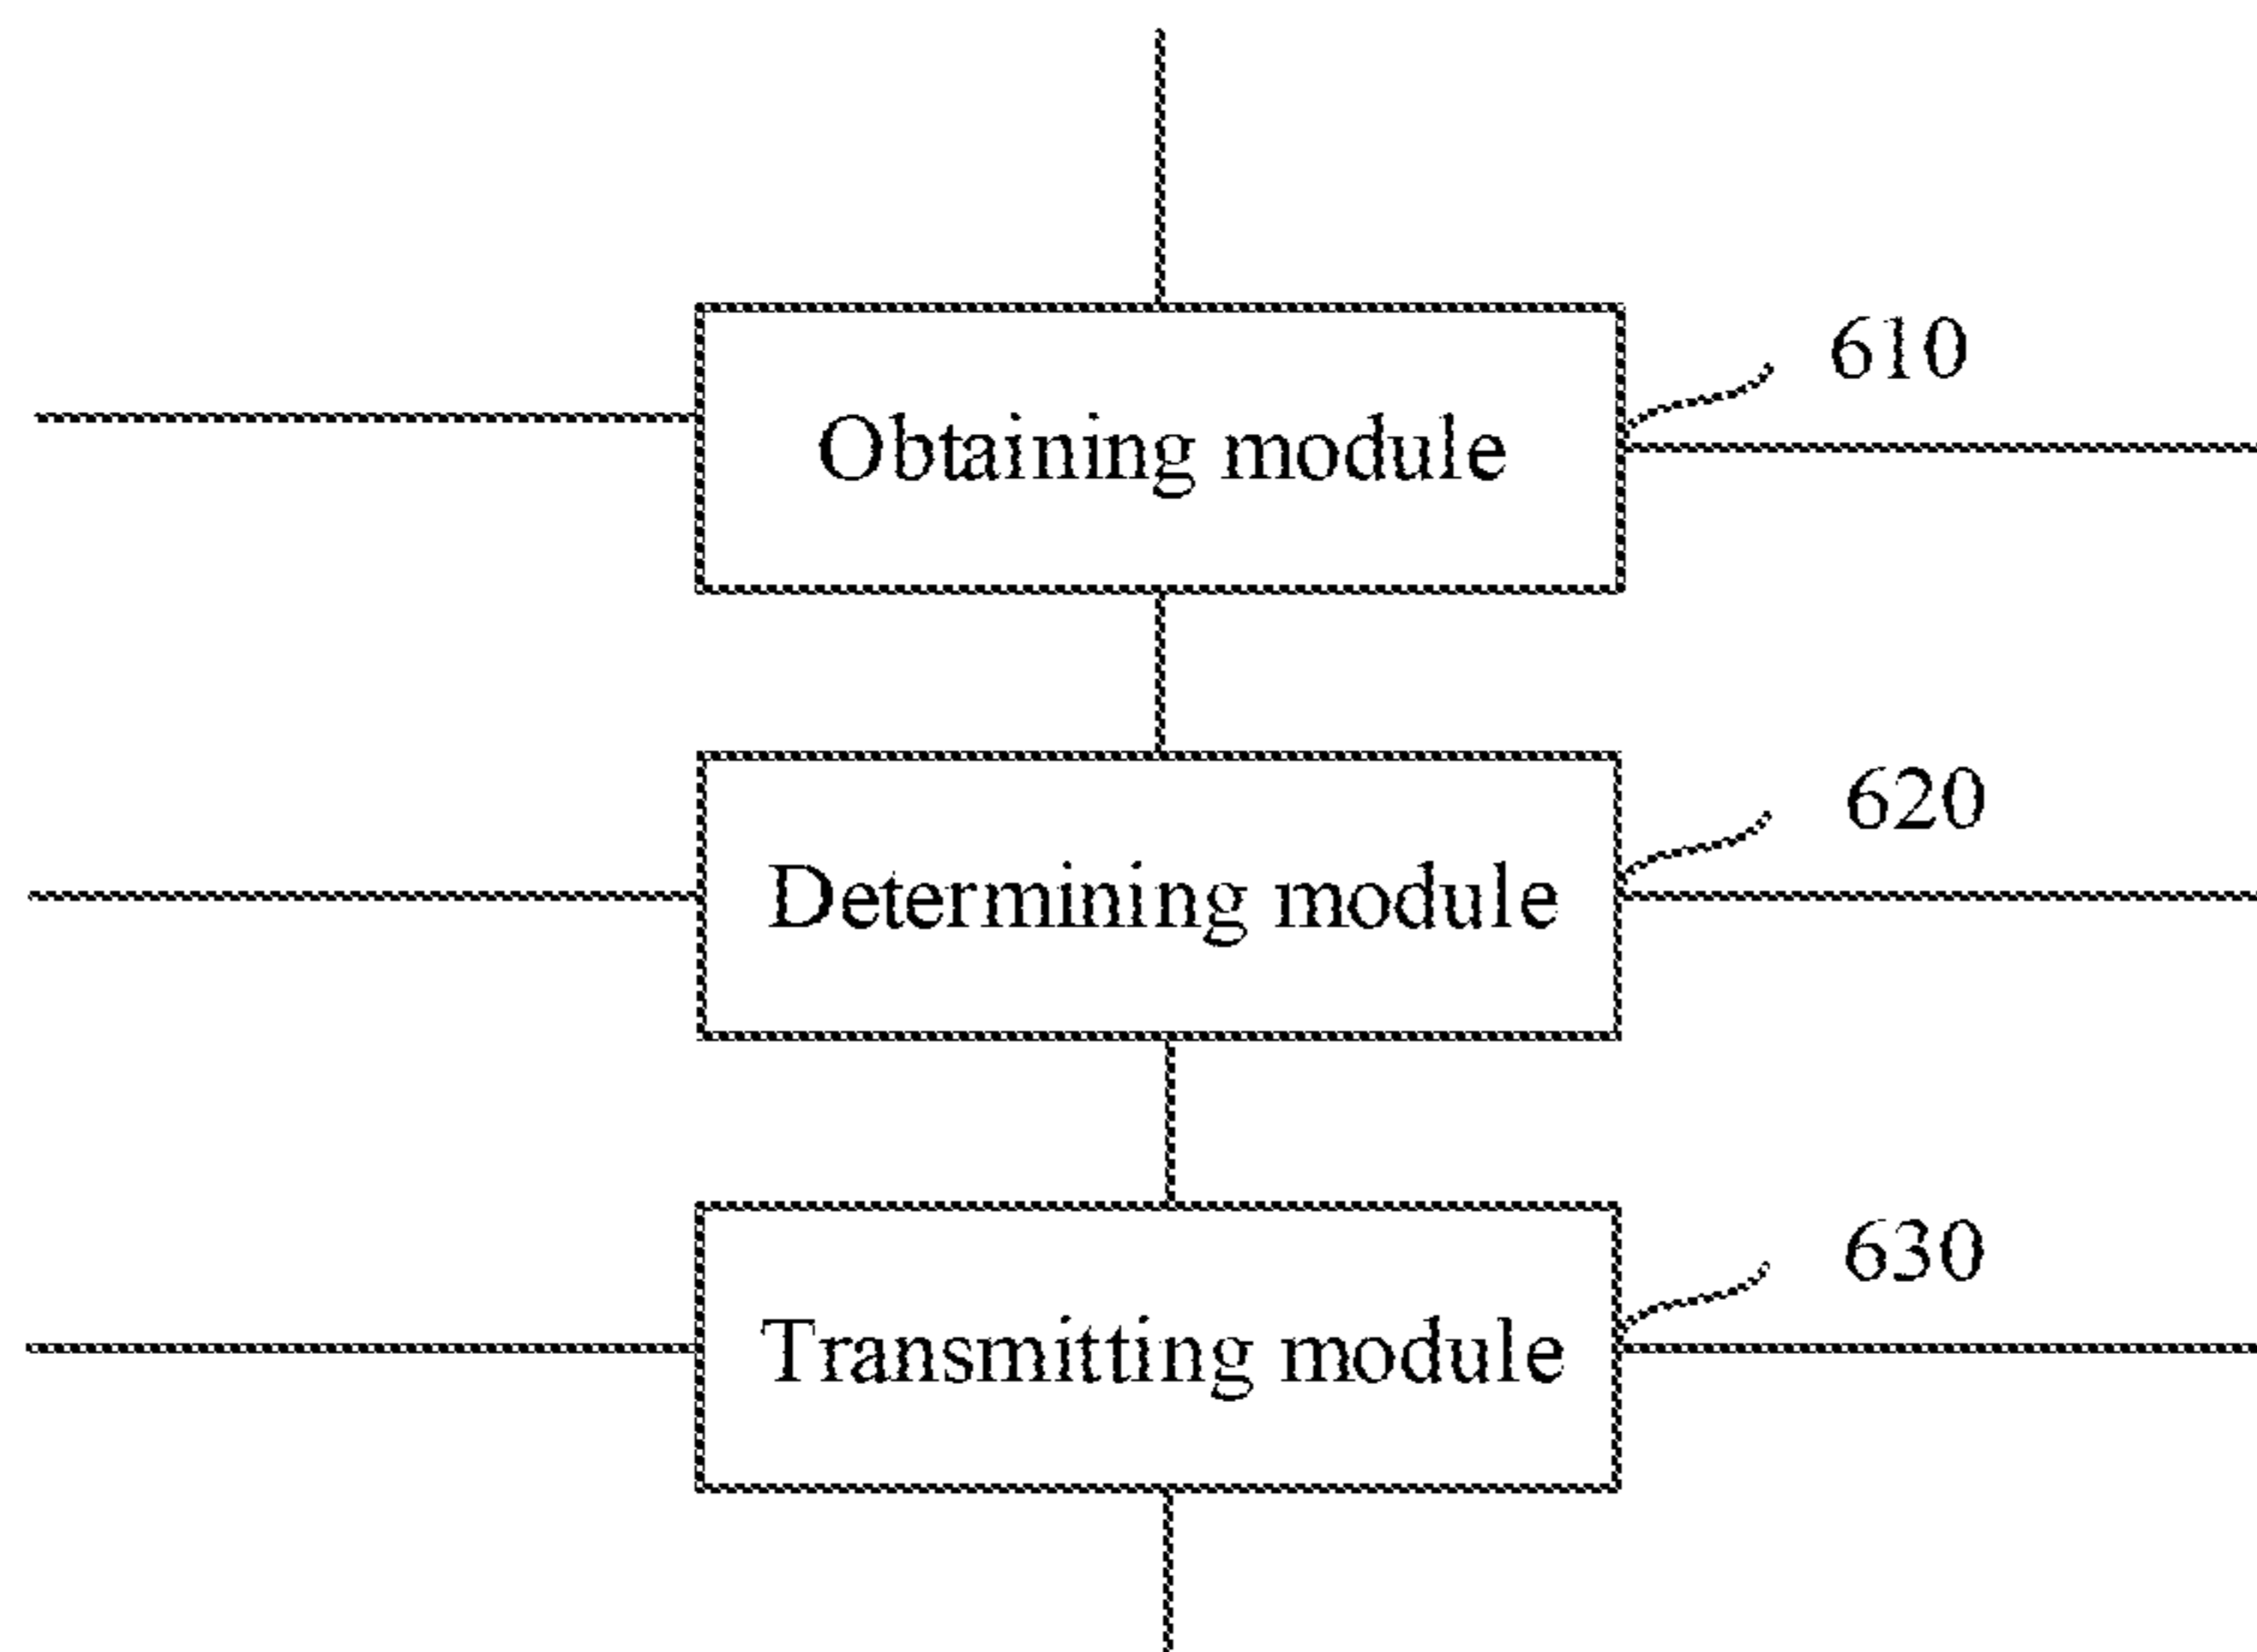 610
Obtaining module
620
Determining module
630
Transmitting module